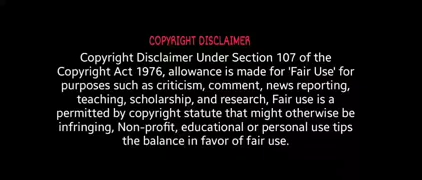 COPYRIGHT DISCLAIMER
Copyright Disclaimer Under Section 107 of the
Copyright Act 1976, allowance is made for 'Fair Use' for
purposes such as criticism, comment, news reporting,
teaching, scholarship, and research, Fair use is a
permitted by copyright statute that might otherwise be
infringing, Non-profit, educational or personal use tips
the balance in favor of fair use.